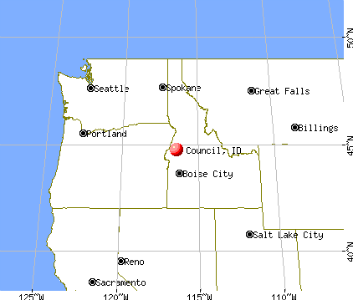 50°N
Seattle
Spokane
Great Falls
Billings
Portland
45°N
Council, ID
Boise City
Salt Lake City
40°N
Reno
Sacramento
125°W
120°W
115°W
110°W